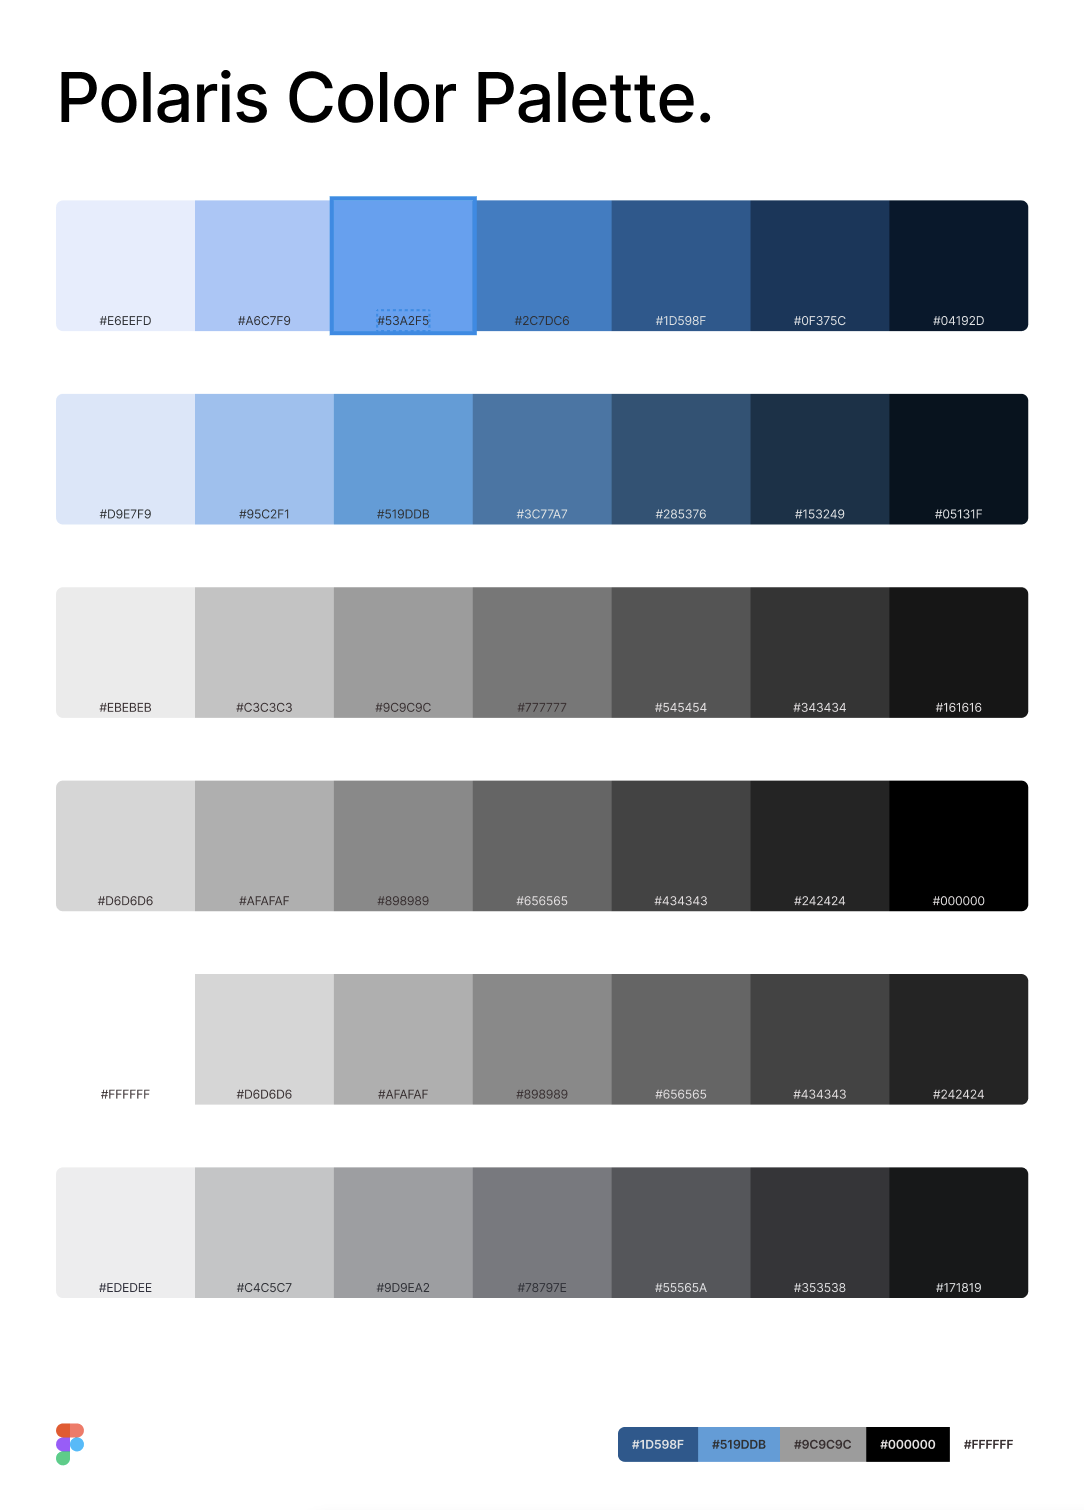 Polaris Color Palette.
#E6EEFD #A6C7F9 #53A2F5 #2C7DC6 #1D598F #0F375C #04192D
#D9E7F9 #95C2F1 #519DDB #3C77A7 #285376 #153249 #05131F
#EBEBEB #C3C3C3 #9C9C9C #777777 #545454 #343434 #161616
#D6D6D6 #AFAFAF #898989 #656565 #434343 #242424 #000000
#FFFFFF #D6D6D6 #AFAFAF #898989 #656565 #434343 #242424
#EDEDEE #C4C5C7 #9D9EA2 #78797E #55565A #353538 #171819
#1D598F #519DDB #9C9C9C #000000 #FFFFFF